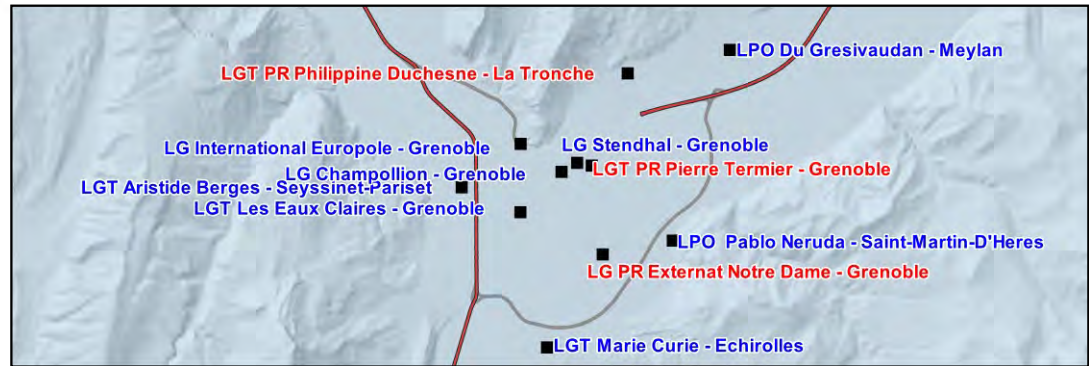 LPO Du Gresivaudan - Meylan
LGT PR Philippine Duchesne - La Tronche
LG International Europole - Grenoble
LG Stendhal - Grenoble
LG Champollion - Grenoble
LGT PR Pierre Termier - Grenoble
LGT Aristide Berges - Seyssinet-Pariset
LGT Les Eaux Claires - Grenoble
LPO Pablo Neruda - Saint-Martin-D'Heres
LG PR Externat Notre Dame - Grenoble
LGT Marie Curie - Echirolles